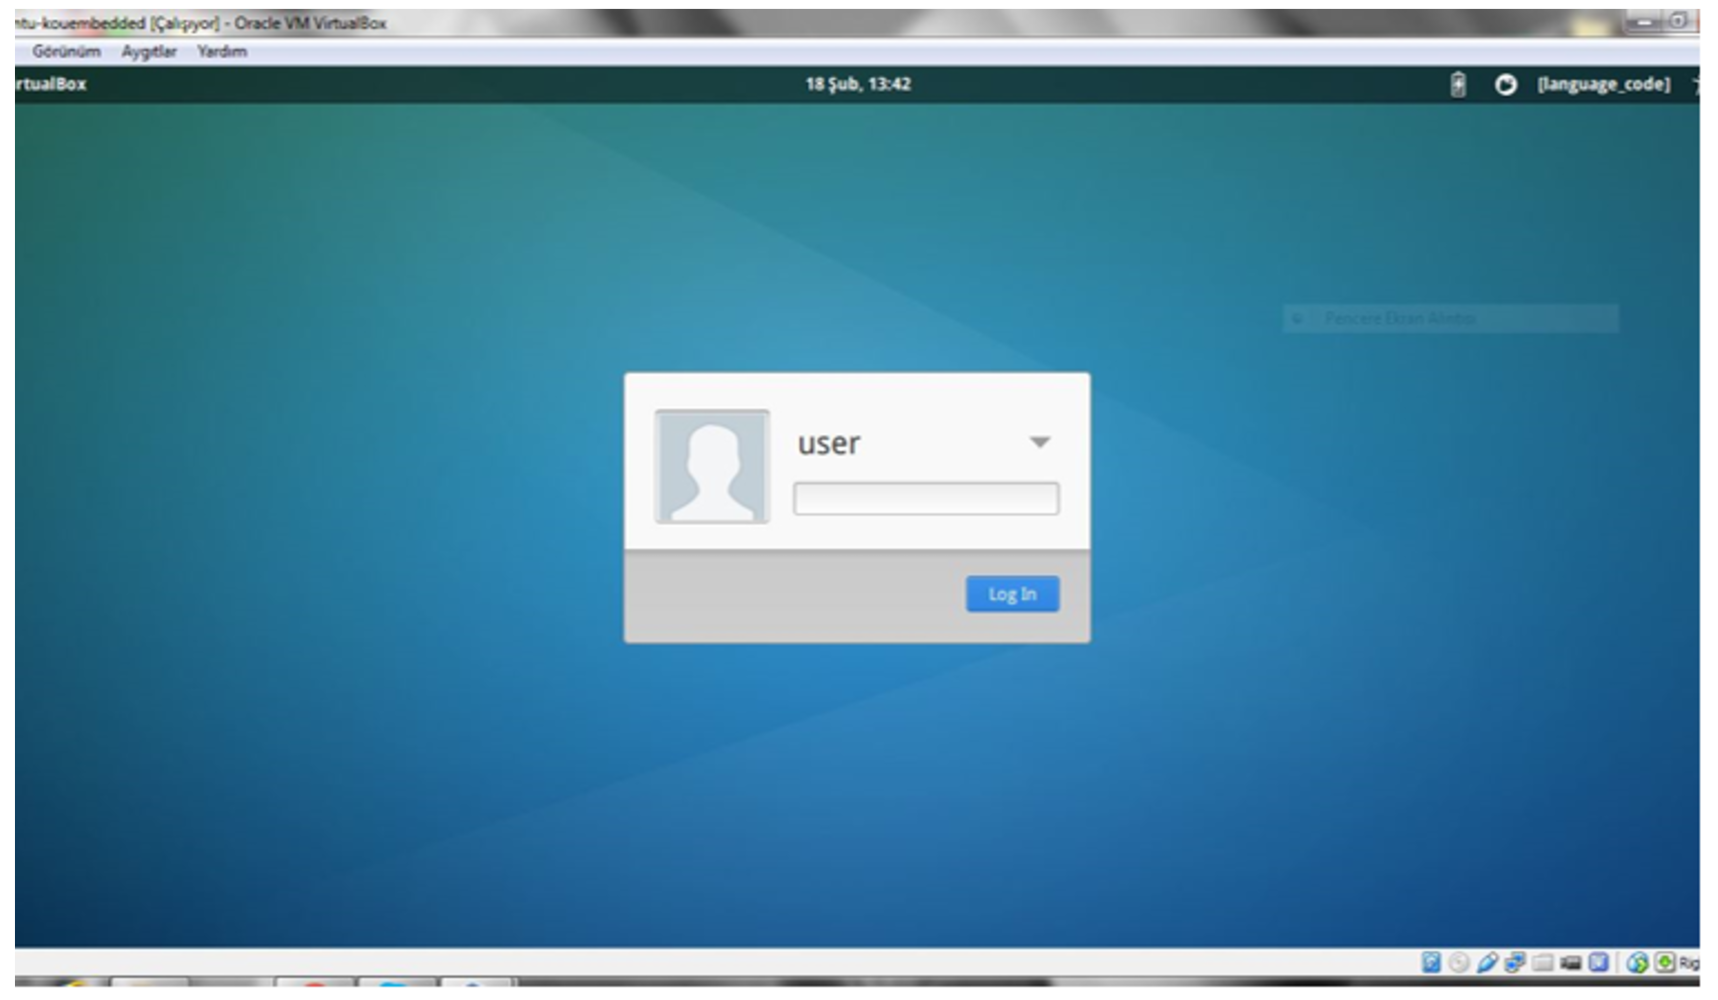 ntu-kouembedded [Çalışıyor] - Oracle VM VirtualBox
Görünüm Aygıtlar Yardım
rtualBox 18 Şub, 13:42 [language_code]
Pencere Ekran Alıntısı
user
Log In
Rig